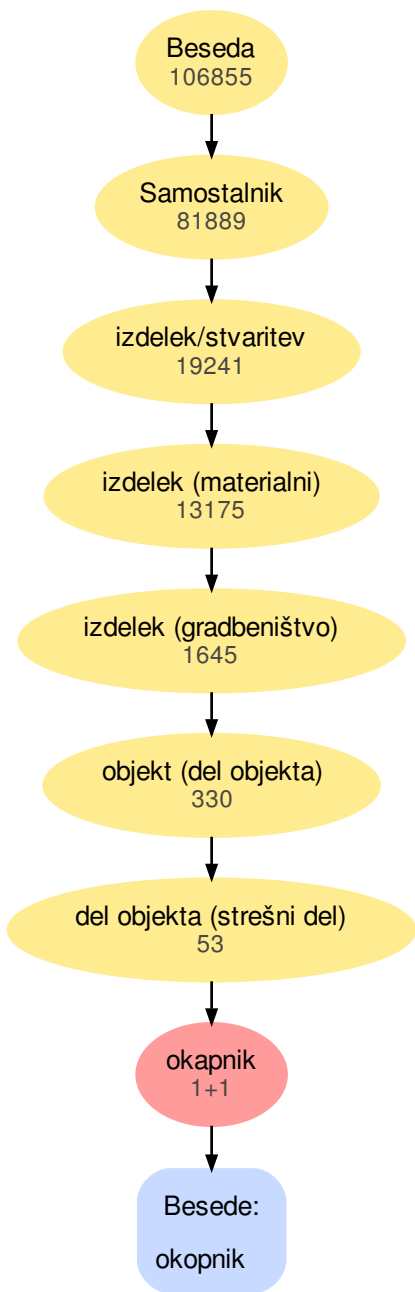 Beseda
106855
Samostalnik
81889
izdelek/stvaritev
19241
izdelek (materialni)
13175
izdelek (gradbeništvo)
1645
objekt (del objekta)
330
del objekta (strešni del)
53
okapnik
1+1
Besede:
okopnik